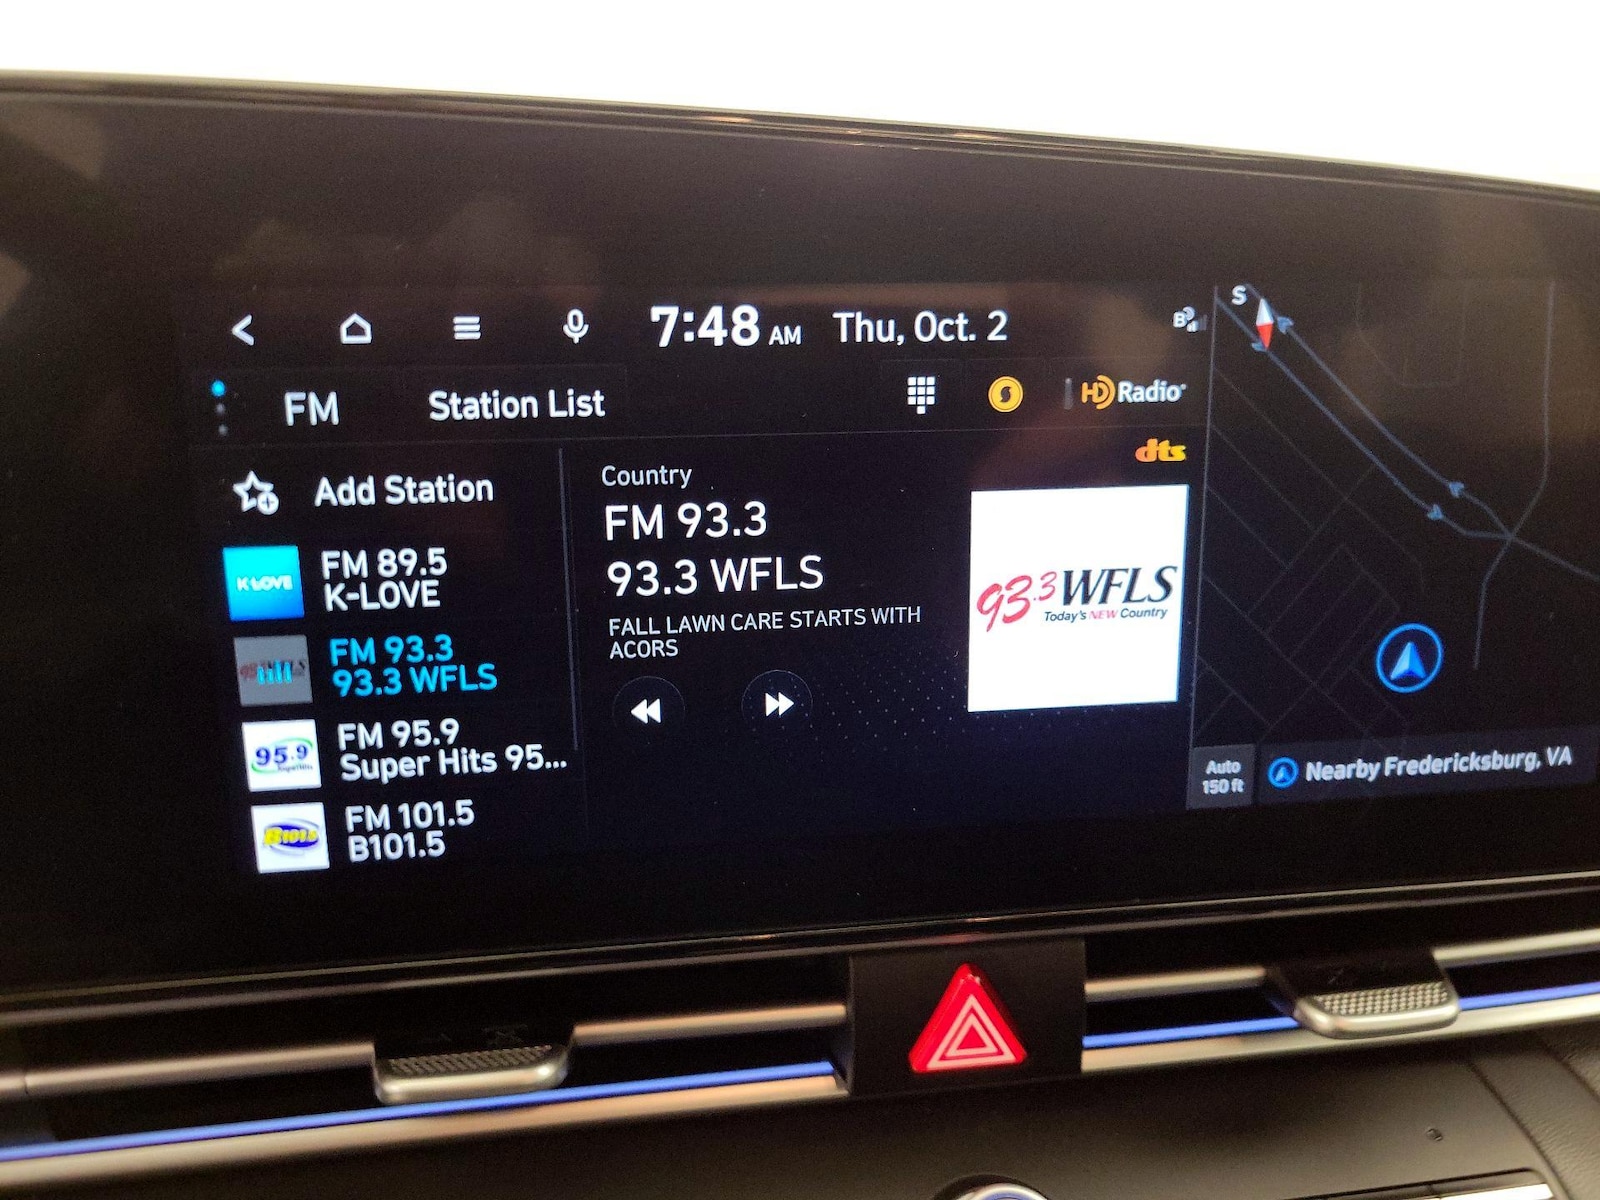 7:48 AM Thu, Oct. 2
B
FM Station List
HD Radio
dts
Add Station
K-LOVE
FM 89.5
K-LOVE
FM 93.3
93.3 WFLS
95.9
FM 95.9
Super Hits 95...
B101.5
FM 101.5
B101.5
Country
FM 93.3
93.3 WFLS
FALL LAWN CARE STARTS WITH
ACORS
93.3 WFLS
Today's NEW Country
S
Auto
150 ft
Nearby Fredericksburg, VA